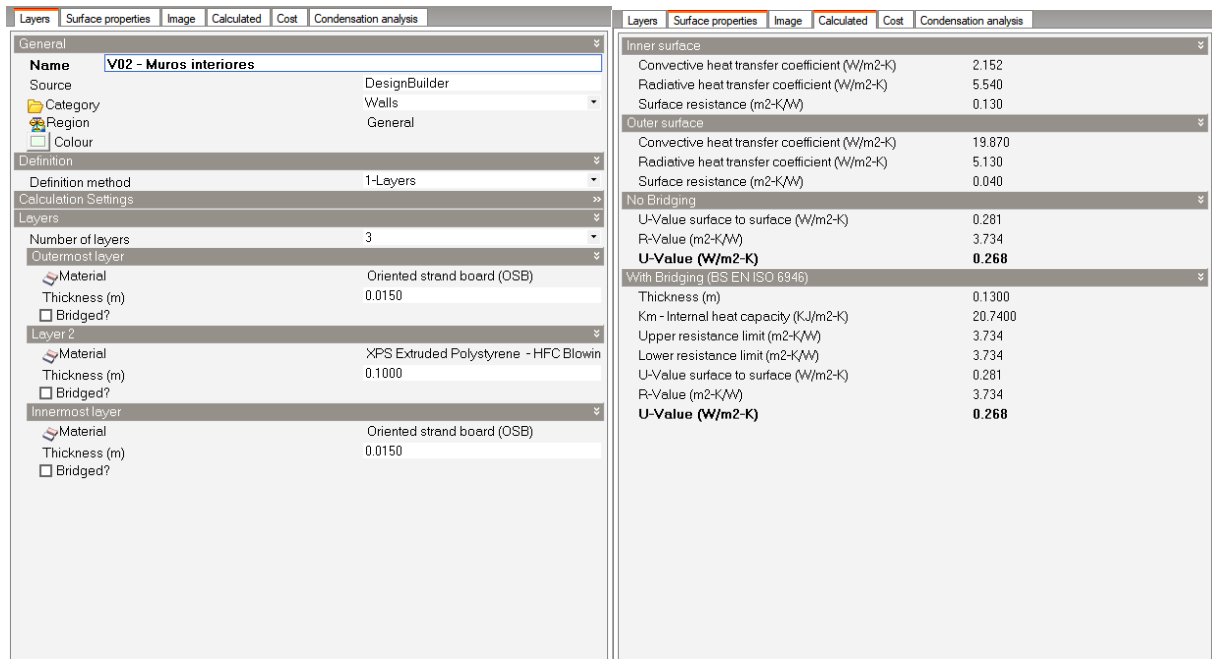 Layers Surface properties Image Calculated Cost Condensation analysis
General
Name V02 - Muros interiores
Source DesignBuilder
Category Walls
Region General
Colour
Definition
Definition method 1-Layers
Calculation Settings
Layers
Number of layers 3
Outermost layer
Material Oriented strand board (OSB)
Thickness (m) 0.0150
Bridged?
Layer 2
Material XPS Extruded Polystyrene - HFC Blowin
Thickness (m) 0.1000
Bridged?
Innermost layer
Material Oriented strand board (OSB)
Thickness (m) 0.0150
Bridged?
Layers Surface properties Image Calculated Cost Condensation analysis
Inner surface
Convective heat transfer coefficient (W/m2-K) 2.152
Radiative heat transfer coefficient (W/m2-K) 5.540
Surface resistance (m2-K/W) 0.130
Outer surface
Convective heat transfer coefficient (W/m2-K) 19.870
Radiative heat transfer coefficient (W/m2-K) 5.130
Surface resistance (m2-K/W) 0.040
No Bridging
U-Value surface to surface (W/m2-K) 0.281
R-Value (m2-K/W) 3.734
U-Value (W/m2-K) 0.268
With Bridging (BS EN ISO 6946)
Thickness (m) 0.1300
Km - Internal heat capacity (KJ/m2-K) 20.7400
Upper resistance limit (m2-K/W) 3.734
Lower resistance limit (m2-K/W) 3.734
U-Value surface to surface (W/m2-K) 0.281
R-Value (m2-K/W) 3.734
U-Value (W/m2-K) 0.268